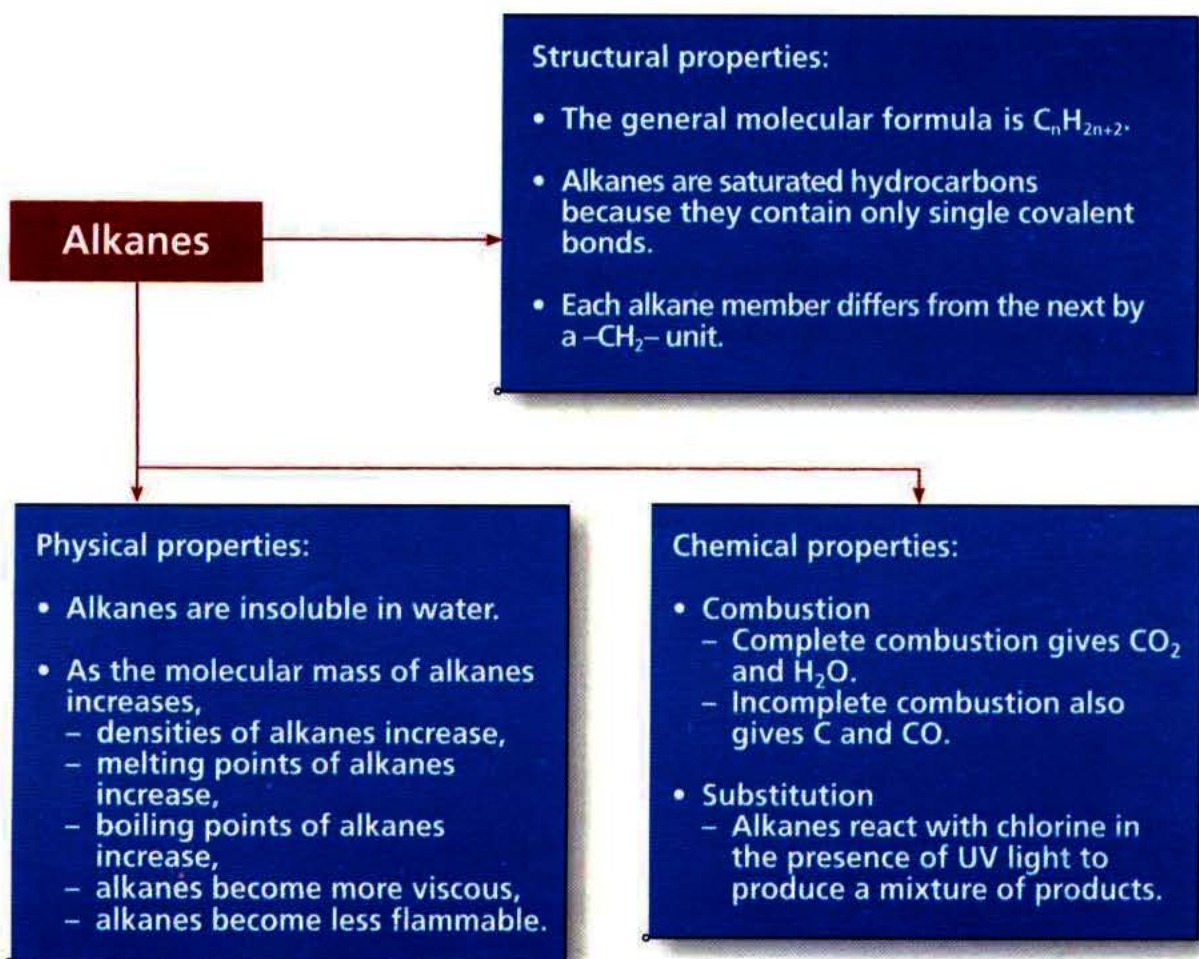 Structural properties:
• The general molecular formula is CₙH₂ₙ₊₂.
• Alkanes are saturated hydrocarbons
because they contain only single covalent
bonds.
• Each alkane member differs from the next by
a –CH₂– unit.
Alkanes
Physical properties:
• Alkanes are insoluble in water.
• As the molecular mass of alkanes
increases,
– densities of alkanes increase,
– melting points of alkanes
increase,
– boiling points of alkanes
increase,
– alkanes become more viscous,
– alkanes become less flammable.
Chemical properties:
• Combustion
– Complete combustion gives CO₂
and H₂O.
– Incomplete combustion also
gives C and CO.
• Substitution
– Alkanes react with chlorine in
the presence of UV light to
produce a mixture of products.